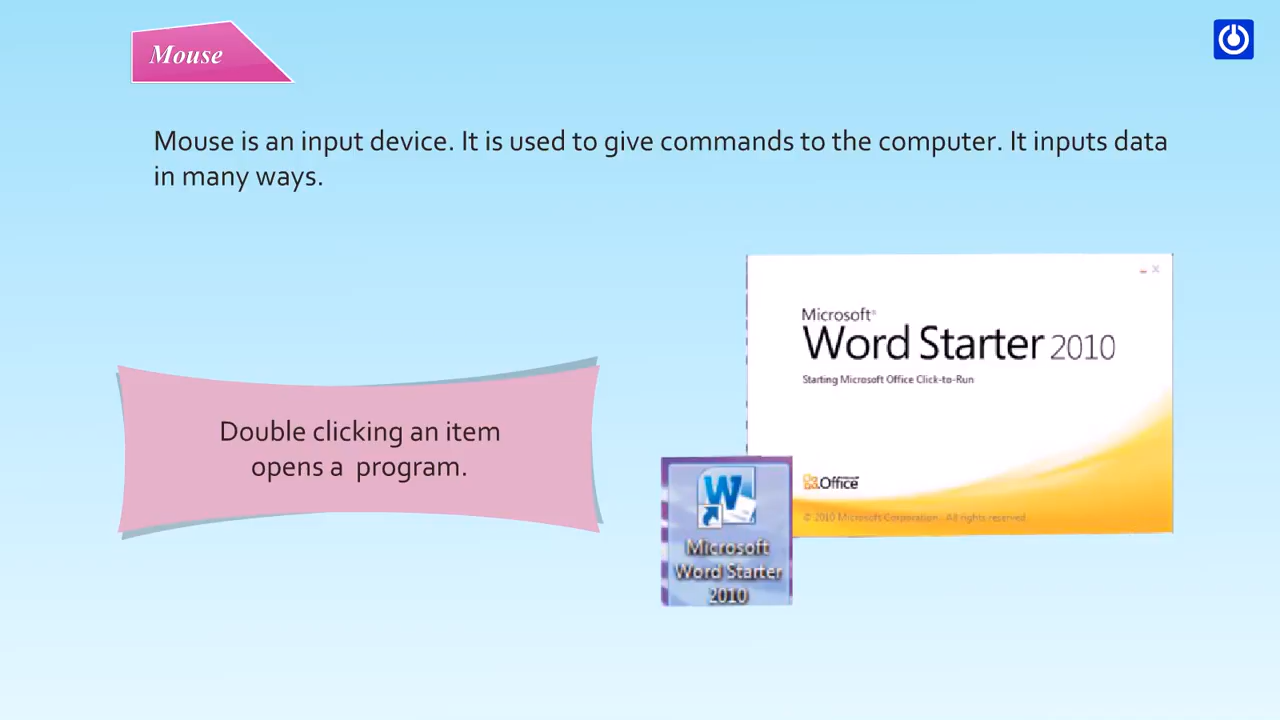 Mouse
Mouse is an input device. It is used to give commands to the computer. It inputs data
in many ways.
Microsoft®
Word Starter 2010
Starting Microsoft Office Click-to-Run
Double clicking an item
opens a program.
Microsoft
Office
© 2010 Microsoft Corporation. All rights reserved.
W
Microsoft
Word Starter
2010